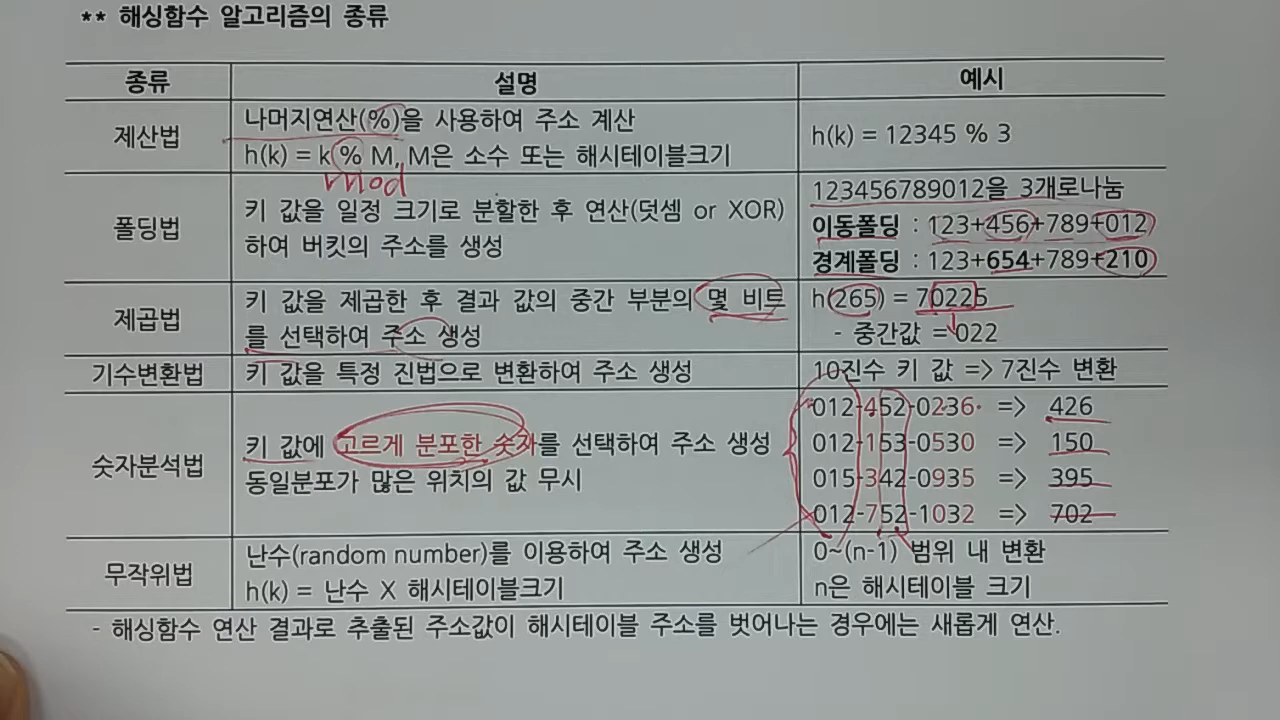 ** 해싱함수 알고리즘의 종류
종류 설명 예시
제산법
나머지연산(%)을 사용하여 주소 계산
h(k) = k % M, M은 소수 또는 해시테이블크기
mod
h(k) = 12345 % 3
폴딩법
키 값을 일정 크기로 분할한 후 연산(덧셈 or XOR)
하여 버킷의 주소를 생성
123456789012을 3개로나눔
이동폴딩 : 123+456+789+012
경계폴딩 : 123+654+789+210
제곱법
키 값을 제곱한 후 결과 값의 중간 부분의 몇 비트
를 선택하여 주소 생성
h(265) = 70225
- 중간값 = 022
기수변환법
키 값을 특정 진법으로 변환하여 주소 생성
10진수 키 값 => 7진수 변환
숫자분석법
키 값에 고르게 분포한 숫자를 선택하여 주소 생성
동일분포가 많은 위치의 값 무시
012-452-0236 => 426
012-153-0530 => 150
015-342-0935 => 395
012-752-1032 => 702
무작위법
난수(random number)를 이용하여 주소 생성
h(k) = 난수 X 해시테이블크기
0~(n-1) 범위 내 변환
n은 해시테이블 크기
- 해싱함수 연산 결과로 추출된 주소값이 해시테이블 주소를 벗어나는 경우에는 새롭게 연산.